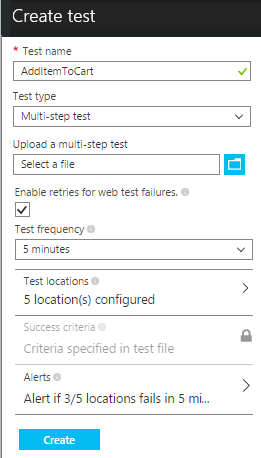 Create test
* Test name
AddItemToCart
Test type
Multi-step test
Upload a multi-step test
Select a file
Enable retries for web test failures.
Test frequency
5 minutes
Test locations
5 location(s) configured
Success criteria
Criteria specified in test file
Alerts
Alert if 3/5 locations fails in 5 mi...
Create